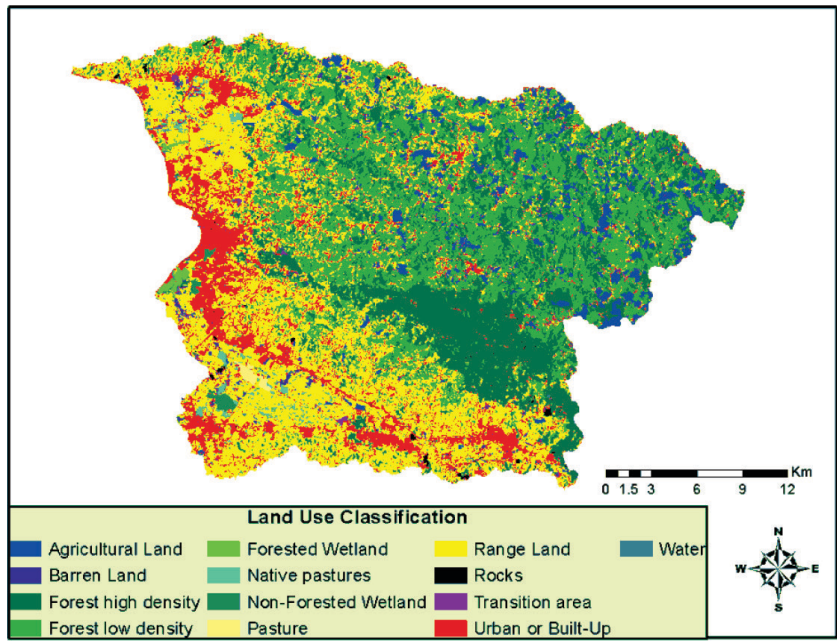 Km
0 1.5 3 6 9 12
Land Use Classification
Agricultural Land
Barren Land
Forest high density
Forest low density
Forested Wetland
Native pastures
Non-Forested Wetland
Pasture
Range Land
Rocks
Transition area
Urban or Built-Up
Water
N
W E
S